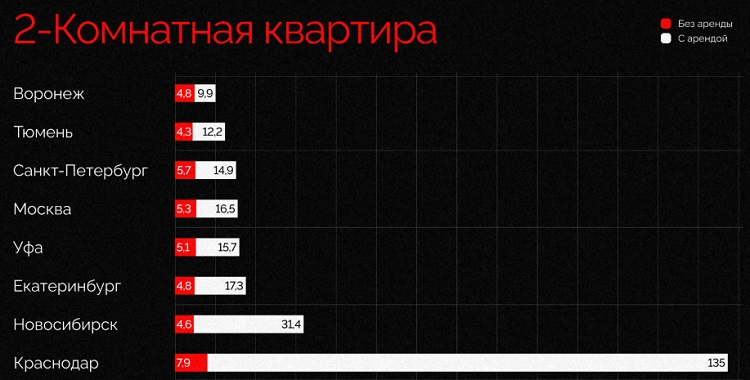 2-Комнатная квартира
Без аренды
С арендой
Воронеж 4,8 9,9
Тюмень 4,3 12,2
Санкт-Петербург 5,7 14,9
Москва 5,3 16,5
Уфа 5,1 15,7
Екатеринбург 4,8 17,3
Новосибирск 4,6 31,4
Краснодар 7,9 135